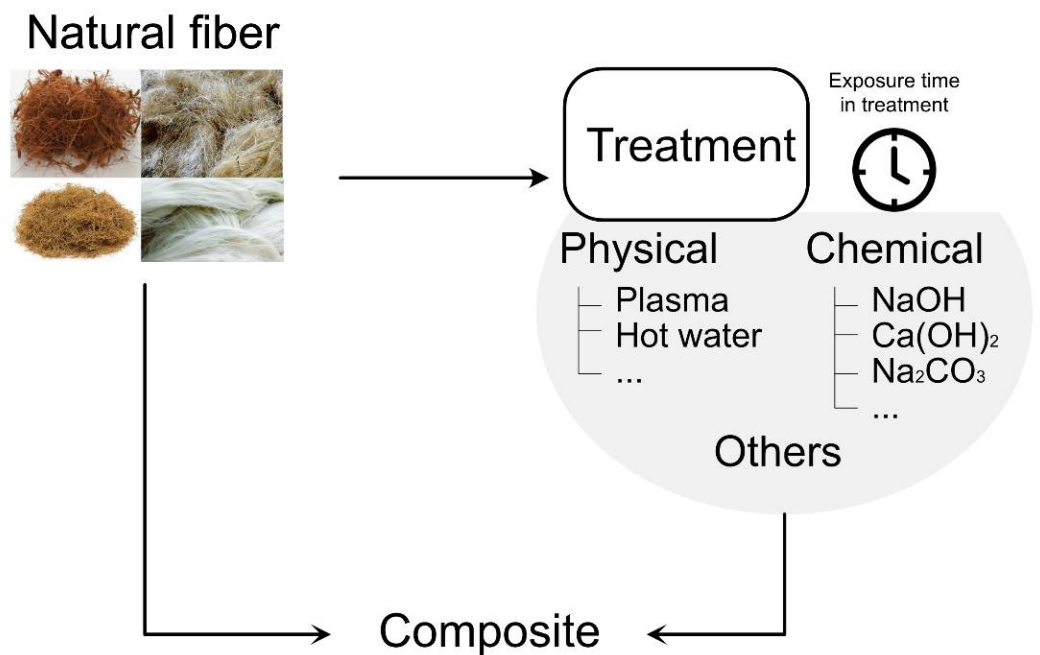 Natural fiber
Exposure time
in treatment
Treatment
Physical
Plasma
Hot water
...
Chemical
NaOH
Ca(OH)₂
Na₂CO₃
...
Others
Composite